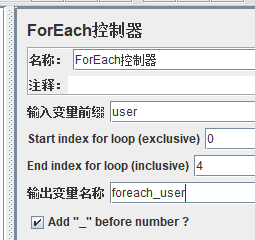 ForEach控制器
名称： ForEach控制器
注释：
输入变量前缀 user
Start index for loop (exclusive) 0
End index for loop (inclusive) 4
输出变量名称 foreach_user
Add "_" before number ?